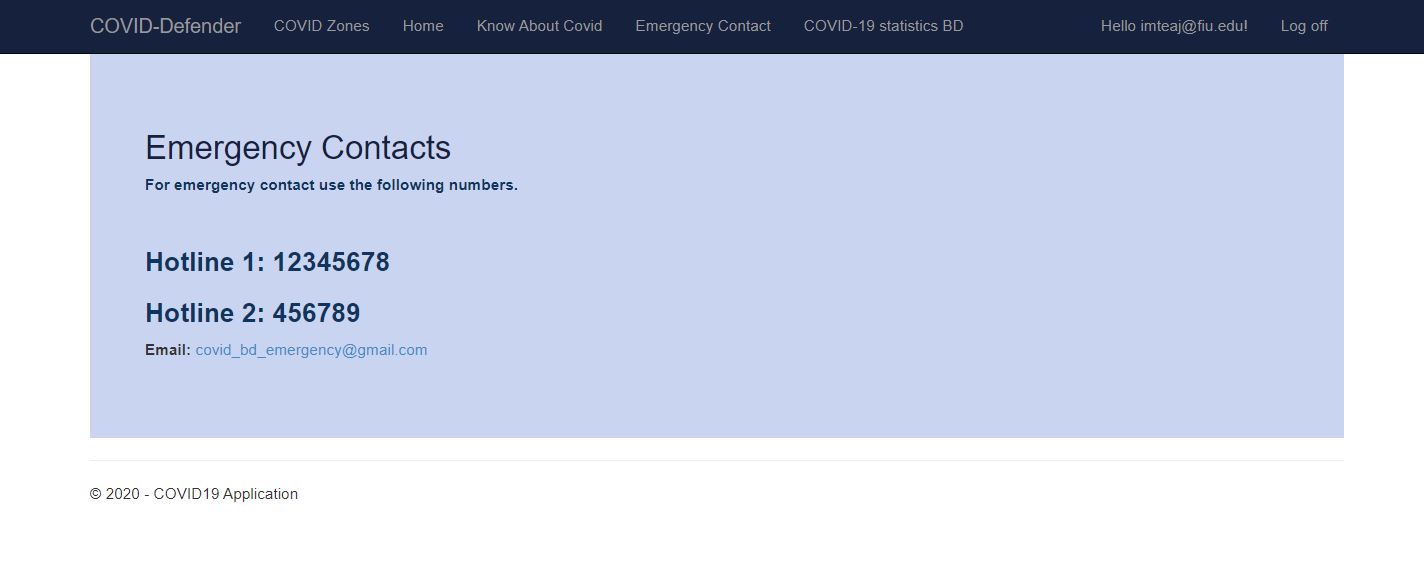 COVID-Defender COVID Zones Home Know About Covid Emergency Contact COVID-19 statistics BD Hello imteaj@fiu.edu! Log off
Emergency Contacts
For emergency contact use the following numbers.
Hotline 1: 12345678
Hotline 2: 456789
Email: covid_bd_emergency@gmail.com
© 2020 - COVID19 Application